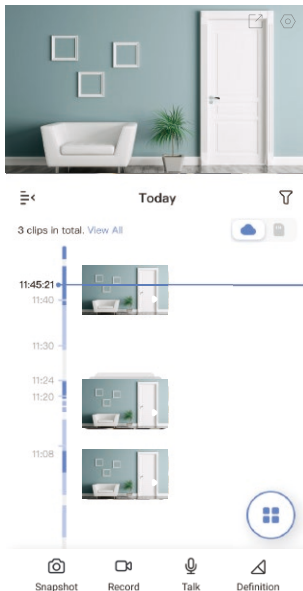 Today
3 clips in total. View All
11:45:21
11:40
11:30
11:24
11:20
11:08
Snapshot Record Talk Definition